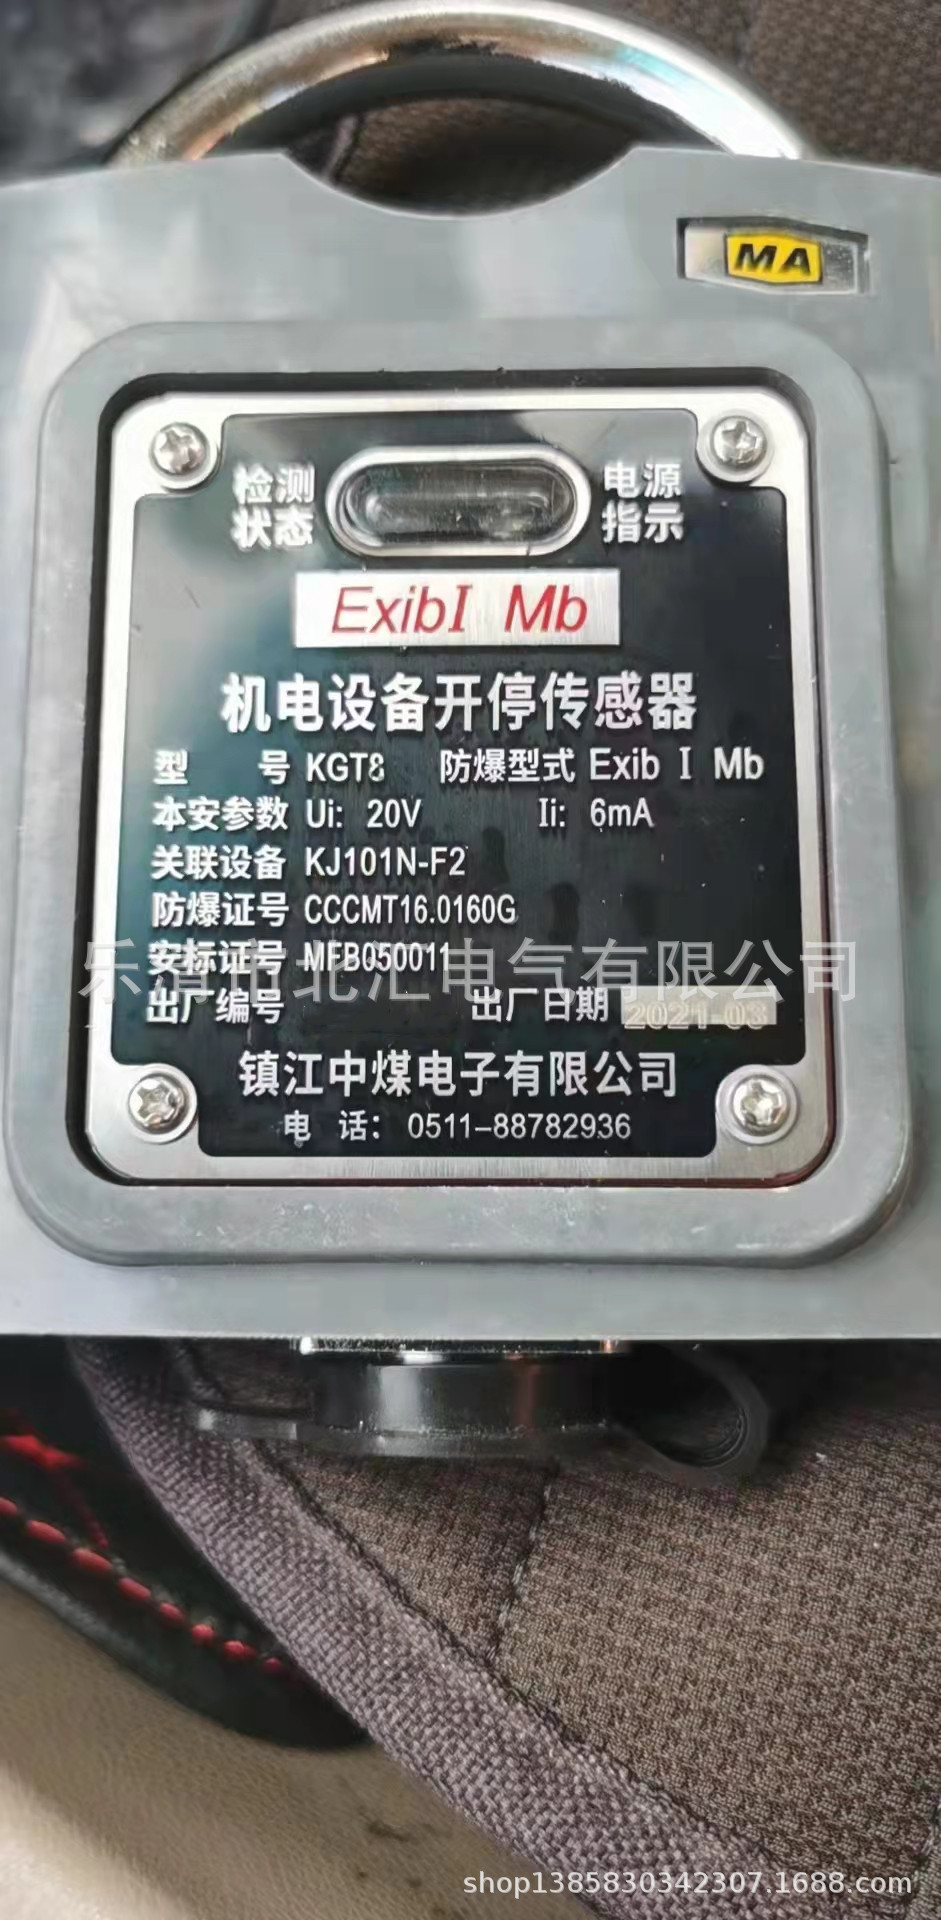 MA
检测 电源
状态 指示
ExibI Mb
机电设备开停传感器
型 号 KGT8 防爆型式 Exib I Mb
本安参数 Ui: 20V Ii: 6mA
关联设备 KJ101N-F2
防爆证号 CCCMT16.0160G
安标证号 MFB050011
乐清市北汇电气有限公司
出厂编号 出厂日期 2021-03
镇江中煤电子有限公司
电 话: 0511-88782936
shop1385830342307.1688.com